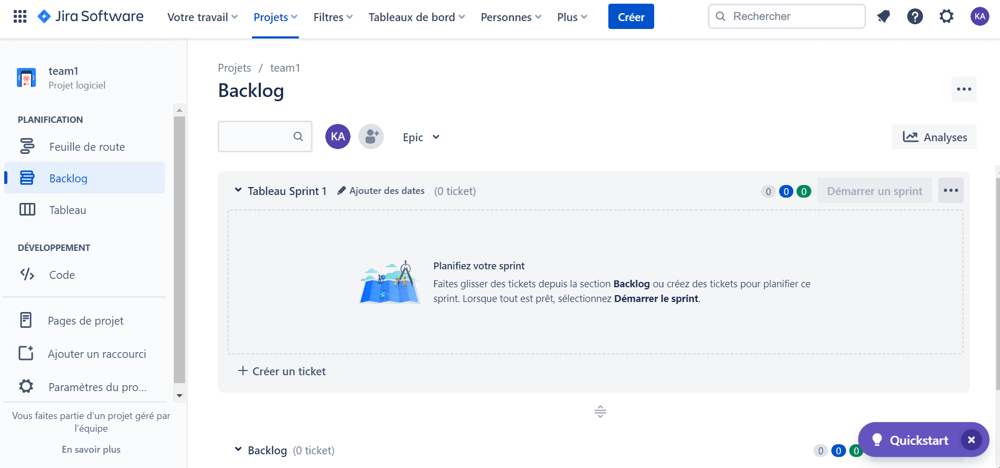 Jira Software Votre travail Projets Filtres Tableaux de bord Personnes Plus Créer Rechercher KA
team1
Projet logiciel
PLANIFICATION
Feuille de route
Backlog
Tableau
DÉVELOPPEMENT
Code
Pages de projet
Ajouter un raccourci
Paramètres du pro...
Vous faites partie d'un projet géré par
l'équipe
En savoir plus
Projets / team1
Backlog
KA Epic Analyses
Tableau Sprint 1 Ajouter des dates (0 ticket) 0 0 0 Démarrer un sprint
Planifiez votre sprint
Faites glisser des tickets depuis la section Backlog ou créez des tickets pour planifier ce
sprint. Lorsque tout est prêt, sélectionnez Démarrer le sprint.
+ Créer un ticket
Backlog (0 ticket) 0 0 0
Quickstart